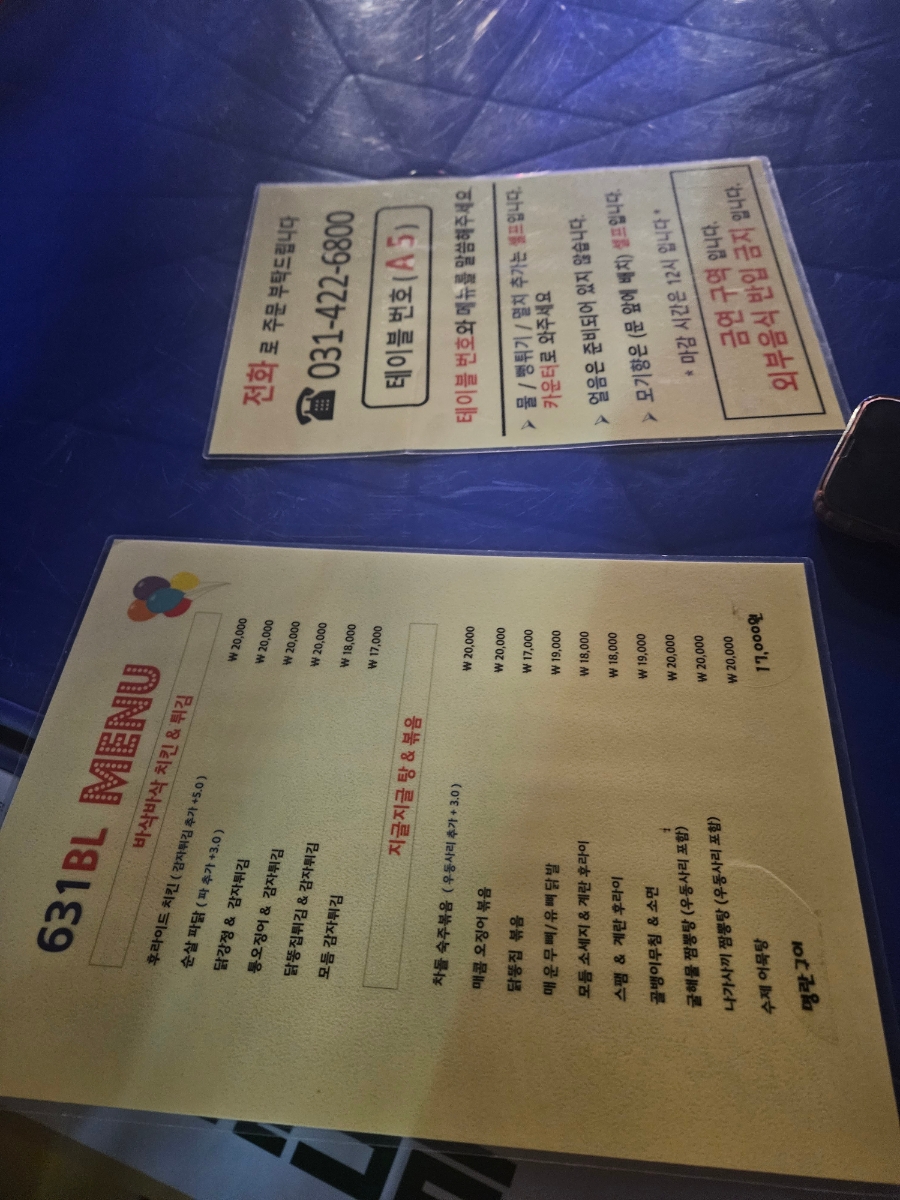 전화 로 주문 부탁드립니다
☎ 031-422-6800
테이블 번호 ( A 5 )
테이블 번호와 메뉴를 말씀해주세요
➢ 물 / 뻥튀기 / 멸치 추가는 셀프입니다.
카운터로 와주세요
➢ 얼음은 준비되어 있지 않습니다.
➢ 모기향은 (문 앞에 배치) 셀프입니다.
* 마감 시간은 12시 입니다 *
금연 구역 입니다.
외부음식 반입 금지 입니다.
631BL MENU
바삭바삭 치킨 & 튀김
후라이드 치킨 ( 감자튀김 추가 +5.0 ) ₩ 20,000
순살 파닭 ( 파 추가 +3.0 ) ₩ 20,000
닭강정 & 감자튀김 ₩ 20,000
통오징어 & 감자튀김 ₩ 20,000
닭똥집튀김 & 감자튀김 ₩ 18,000
모듬 감자튀김 ₩ 17,000
지글지글 탕 & 볶음
차돌 숙주볶음 ( 우동사리 추가 + 3.0 ) ₩ 20,000
매콤 오징어 볶음 ₩ 20,000
닭똥집 볶음 ₩ 17,000
매운무뼈/유뼈닭발 ₩ 19,000
모듬 소세지 & 계란 후라이 ₩ 18,000
스팸 & 계란 후라이 ₩ 18,000
골뱅이무침 & 소면 ₩ 19,000
굴해물 짬뽕탕 (우동사리 포함) ₩ 20,000
나가사끼 짬뽕탕 (우동사리 포함) ₩ 20,000
수제 어묵탕 ₩ 20,000
명란구이 17,000원